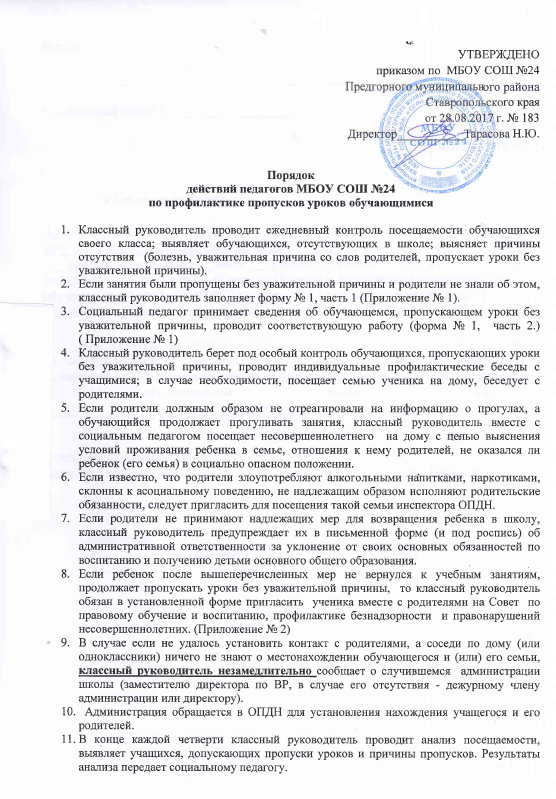 УТВЕРЖДЕНО
приказом по МБОУ СОШ №24
Предгорного муниципального района
Ставропольского края
от 28.08.2017 г. № 183
Директор Тарасова Н.Ю.
МБОУ
СОШ №24
Порядок
действий педагогов МБОУ СОШ №24
по профилактике пропусков уроков обучающимися
1. Классный руководитель проводит ежедневный контроль посещаемости обучающихся
своего класса; выявляет обучающихся, отсутствующих в школе; выясняет причины
отсутствия (болезнь, уважительная причина со слов родителей, пропускает уроки без
уважительной причины).
2. Если занятия были пропущены без уважительной причины и родители не знали об этом,
классный руководитель заполняет форму № 1, часть 1 (Приложение № 1).
3. Социальный педагог принимает сведения об обучающемся, пропускающем уроки без
уважительной причины, проводит соответствующую работу (форма № 1, часть 2.)
( Приложение № 1)
4. Классный руководитель берет под особый контроль обучающихся, пропускающих уроки
без уважительной причины, проводит индивидуальные профилактические беседы с
учащимися; в случае необходимости, посещает семью ученика на дому, беседует с
родителями.
5. Если родители должным образом не отреагировали на информацию о прогулах, а
обучающийся продолжает прогуливать занятия, классный руководитель вместе с
социальным педагогом посещает несовершеннолетнего на дому с целью выяснения
условий проживания ребенка в семье, отношения к нему родителей, не оказался ли
ребенок (его семья) в социально опасном положении.
6. Если известно, что родители злоупотребляют алкогольными напитками, наркотиками,
склонны к асоциальному поведению, не надлежащим образом исполняют родительские
обязанности, следует пригласить для посещения такой семьи инспектора ОПДН.
7. Если родители не принимают надлежащих мер для возвращения ребенка в школу,
классный руководитель предупреждает их в письменной форме (и под роспись) об
административной ответственности за уклонение от своих основных обязанностей по
воспитанию и получению детьми основного общего образования.
8. Если ребенок после вышеперечисленных мер не вернулся к учебным занятиям,
продолжает пропускать уроки без уважительной причины, то классный руководитель
обязан в установленной форме пригласить ученика вместе с родителями на Совет по
правовому обучение и воспитанию, профилактике безнадзорности и правонарушений
несовершеннолетних. (Приложение № 2)
9. В случае если не удалось установить контакт с родителями, а соседи по дому (или
одноклассники) ничего не знают о местонахождении обучающегося и (или) его семьи,
классный руководитель незамедлительно сообщает о случившемся администрации
школы (заместителю директора по ВР, в случае его отсутствия - дежурному члену
администрации или директору).
10. Администрация обращается в ОПДН для установления нахождения учащегося и его
родителей.
11. В конце каждой четверти классный руководитель проводит анализ посещаемости,
выявляет учащихся, допускающих пропуски уроков и причины пропусков. Результаты
анализа передает социальному педагогу.